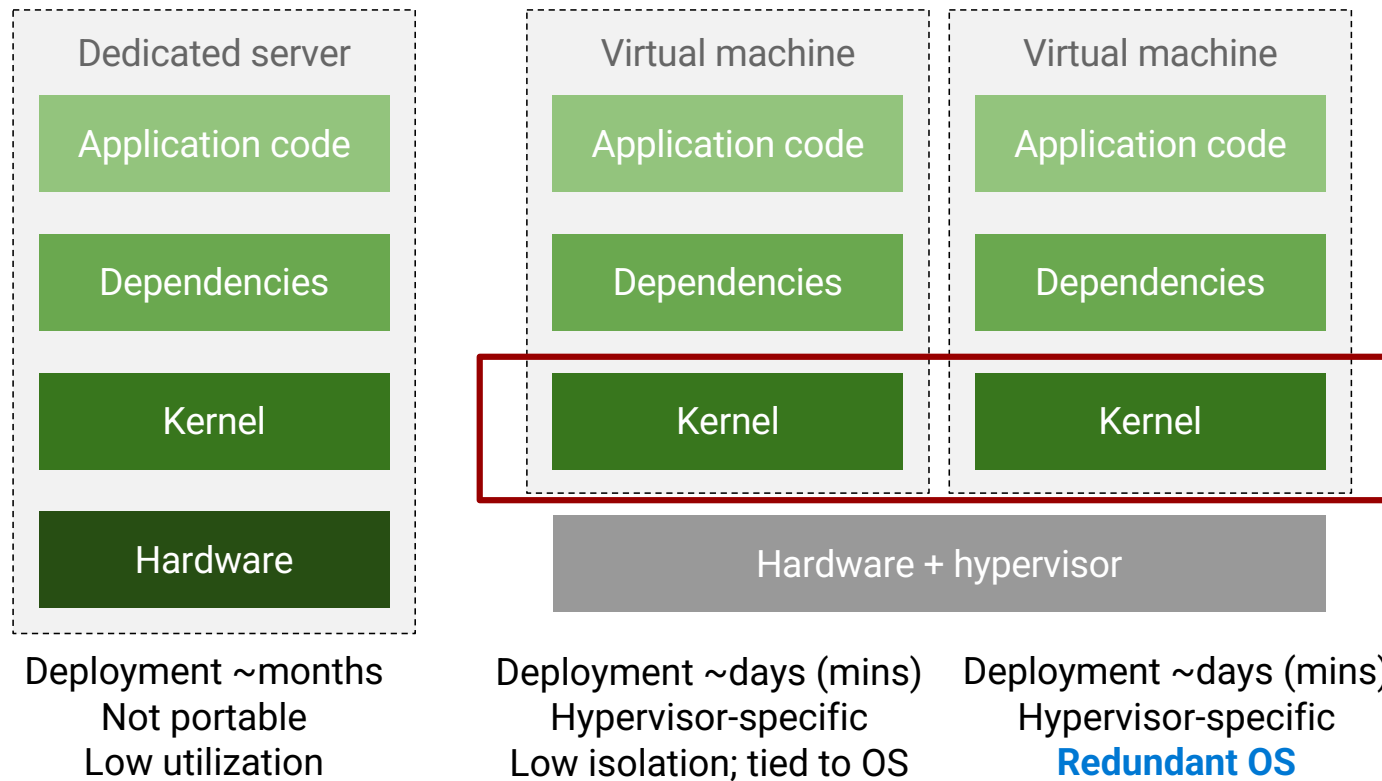 Dedicated server
Application code
Dependencies
Kernel
Hardware
Deployment ~months
Not portable
Low utilization
Virtual machine
Application code
Dependencies
Kernel
Virtual machine
Application code
Dependencies
Kernel
Hardware + hypervisor
Deployment ~days (mins)
Hypervisor-specific
Low isolation; tied to OS
Deployment ~days (mins)
Hypervisor-specific
Redundant OS